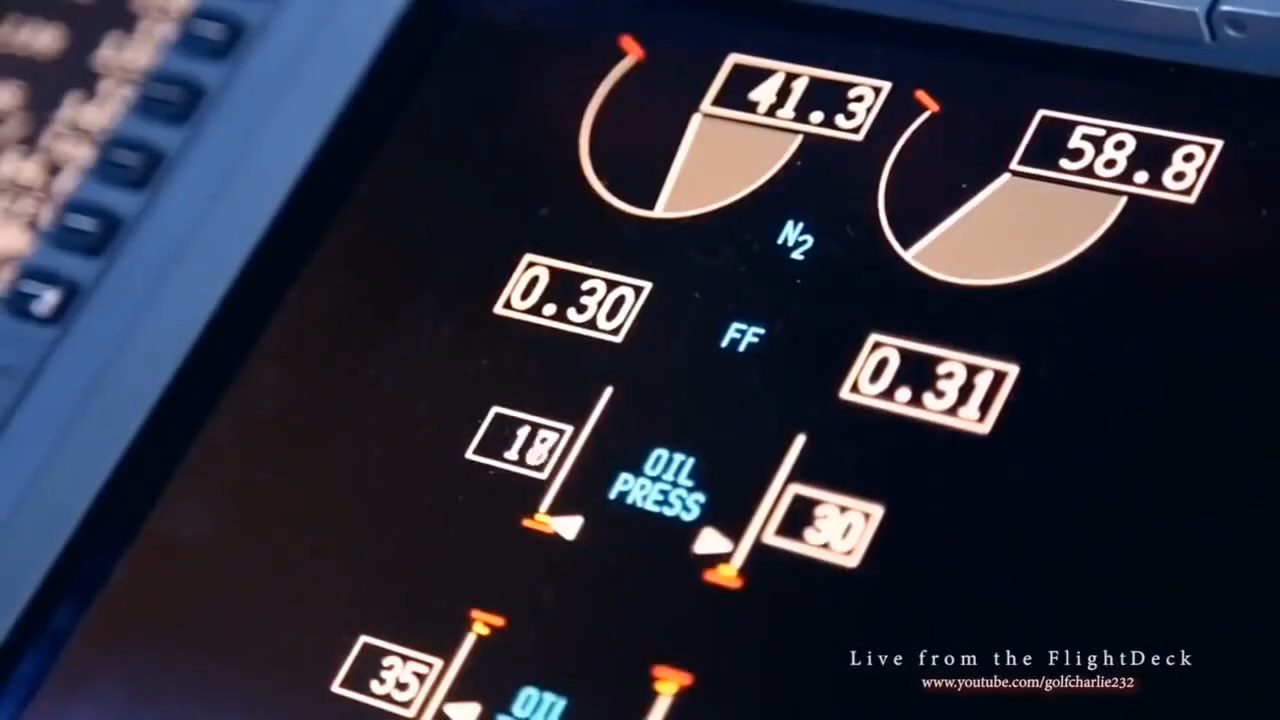 41.3
58.8
N2
0.30
FF
0.31
OIL
PRESS
30
35
OIL
Live from the FlightDeck
www.youtube.com/golfcharlie232